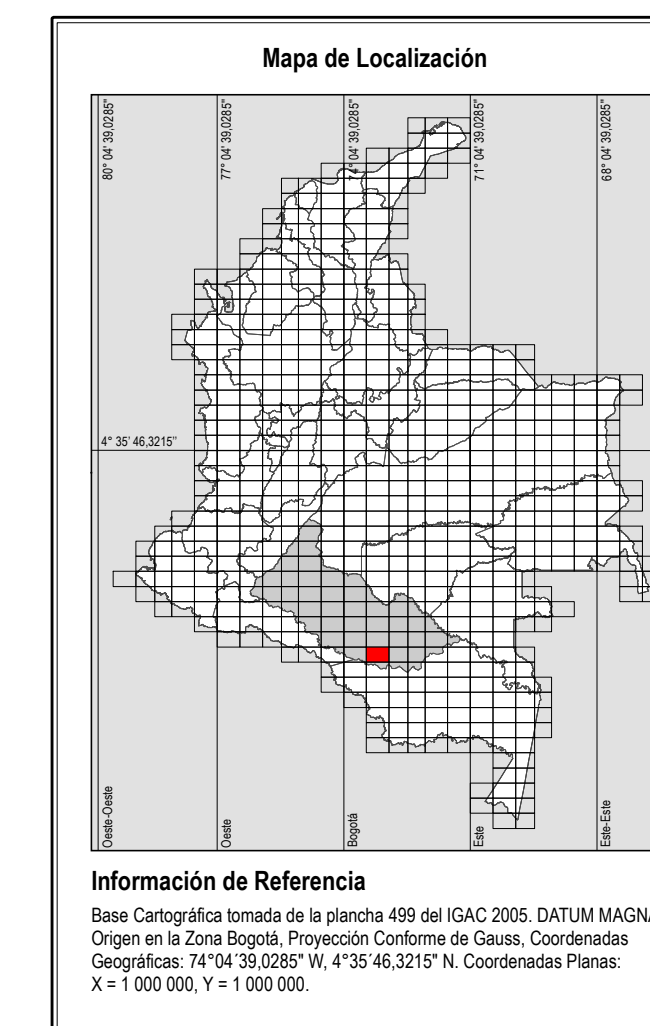 Mapa de Localización
80° 04' 39,0285"
77° 04' 39,0285"
74° 04' 39,0285"
71° 04' 39,0285"
68° 04' 39,0285"
4° 35' 46,3215"
Oeste-Oeste
Oeste
Bogotá
Este
Este-Este
Información de Referencia
Base Cartográfica tomada de la plancha 499 del IGAC 2005. DATUM MAGNA
Origen en la Zona Bogotá, Proyección Conforme de Gauss, Coordenadas
Geográficas: 74°04´39,0285" W, 4°35´46,3215" N. Coordenadas Planas:
X = 1 000 000, Y = 1 000 000.